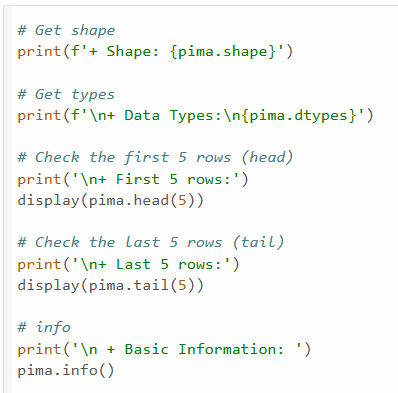 # Get shape
print(f'+ Shape: {pima.shape}')
# Get types
print(f'\n+ Data Types:\n{pima.dtypes}')
# Check the first 5 rows (head)
print('\n+ First 5 rows:')
display(pima.head(5))
# Check the last 5 rows (tail)
print('\n+ Last 5 rows:')
display(pima.tail(5))
# info
print('\n + Basic Information: ')
pima.info()